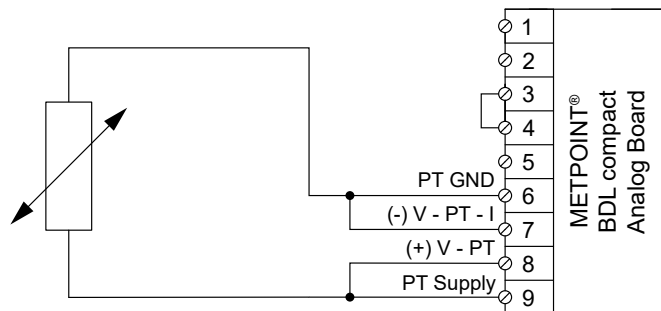 1
2
3
4
5
PT GND
6
(-) V - PT - I
7
(+) V - PT
8
PT Supply
9
METPOINT®
BDL compact
Analog Board